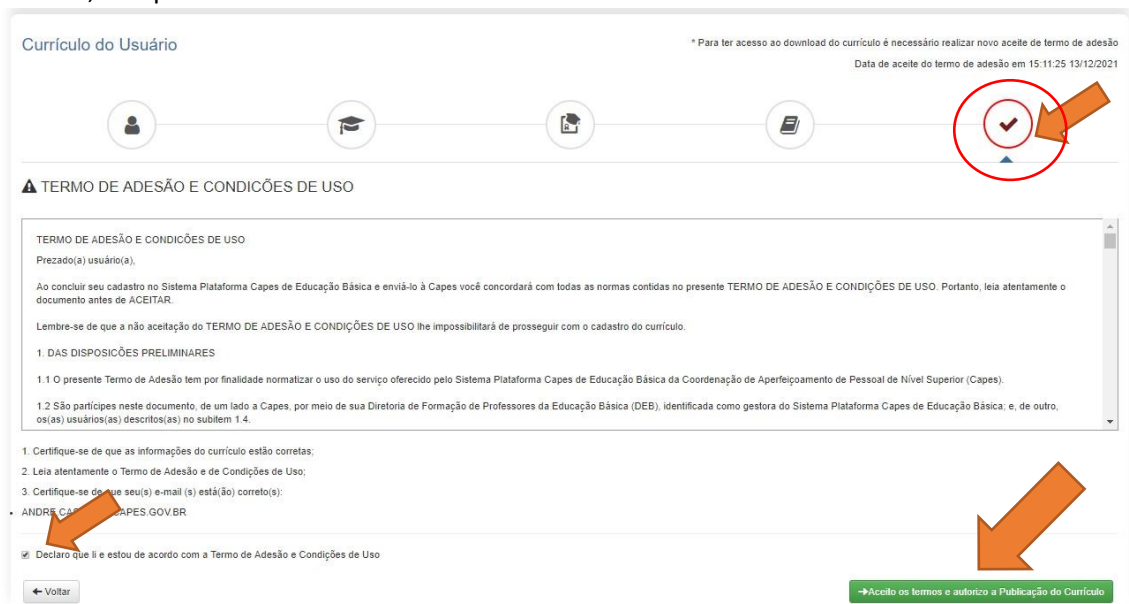 Currículo do Usuário
* Para ter acesso ao download do currículo é necessário realizar novo aceite de termo de adesão
Data de aceite do termo de adesão em 15:11:25 13/12/2021
TERMO DE ADESÃO E CONDICÕES DE USO
TERMO DE ADESÃO E CONDICÕES DE USO
Prezado(a) usuário(a),
Ao concluir seu cadastro no Sistema Plataforma Capes de Educação Básica e enviá-lo à Capes você concordará com todas as normas contidas no presente TERMO DE ADESÃO E CONDIÇÕES DE USO. Portanto, leia atentamente o
documento antes de ACEITAR.
Lembre-se de que a não aceitação do TERMO DE ADESÃO E CONDIÇÕES DE USO lhe impossibilitará de prosseguir com o cadastro do currículo.
1. DAS DISPOSICÕES PRELIMINARES
1.1 O presente Termo de Adesão tem por finalidade normatizar o uso do serviço oferecido pelo Sistema Plataforma Capes de Educação Básica da Coordenação de Aperfeiçoamento de Pessoal de Nível Superior (Capes).
1.2 São partícipes neste documento, de um lado a Capes, por meio de sua Diretoria de Formação de Professores da Educação Básica (DEB), identificada como gestora do Sistema Plataforma Capes de Educação Básica; e, de outro,
os(as) usuários(as) descritos(as) no subitem 1.4.
1. Certifique-se de que as informações do currículo estão corretas;
2. Leia atentamente o Termo de Adesão e de Condições de Uso;
3. Certifique-se de que seu(s) e-mail (s) está(ão) correto(s):
Declaro que li e estou de acordo com a Termo de Adesão e Condições de Uso
Voltar
Aceito os termos e autorizo a Publicação do Currículo